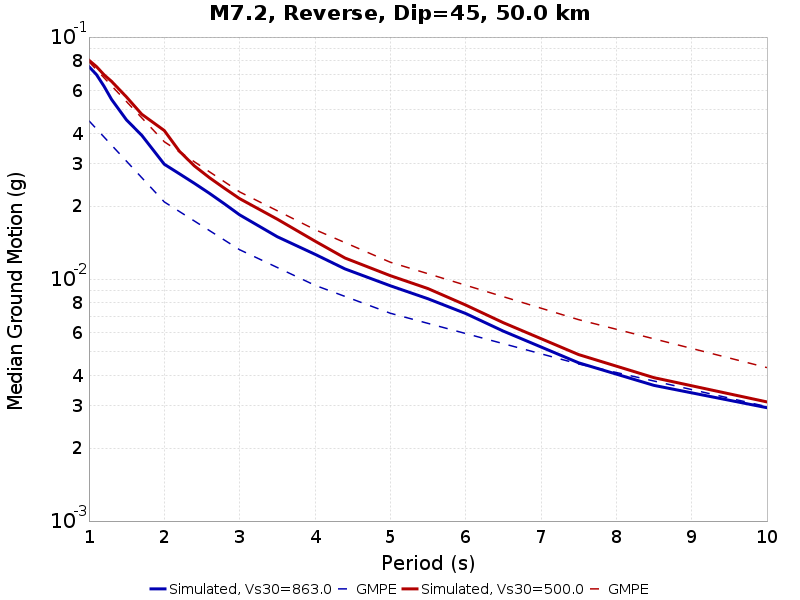 M7.2, Reverse, Dip=45, 50.0 km
Median Ground Motion (g)
10-1
8
6
4
3
2
10-2
8
6
4
3
2
10-3
1 2 3 4 5 6 7 8 9 10
Period (s)
Simulated, Vs30=863.0 GMPE Simulated, Vs30=500.0 GMPE